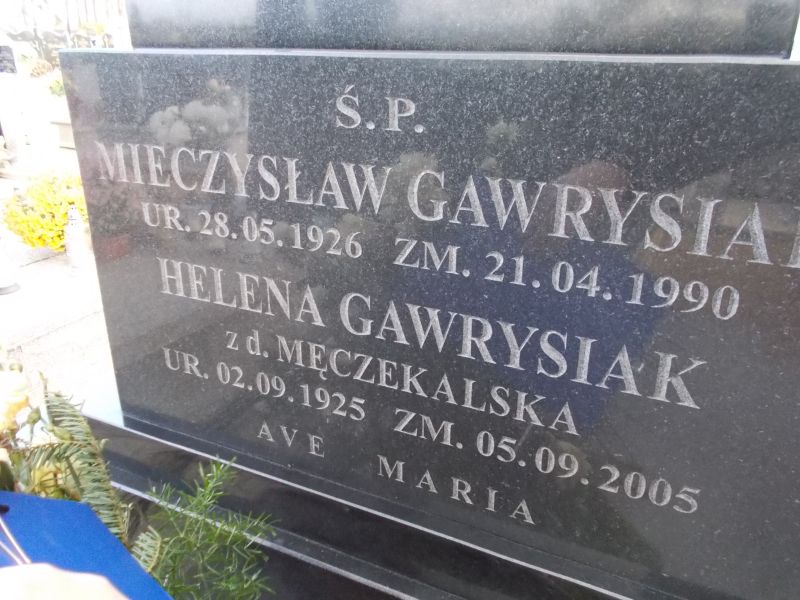 Ś.P.
MIECZYSŁAW GAWRYSIAK
UR. 28.05.1926 ZM. 21.04.1990
HELENA GAWRYSIAK
z d. MĘCZEKALSKA
UR. 02.09.1925 ZM. 05.09.2005
AVE MARIA